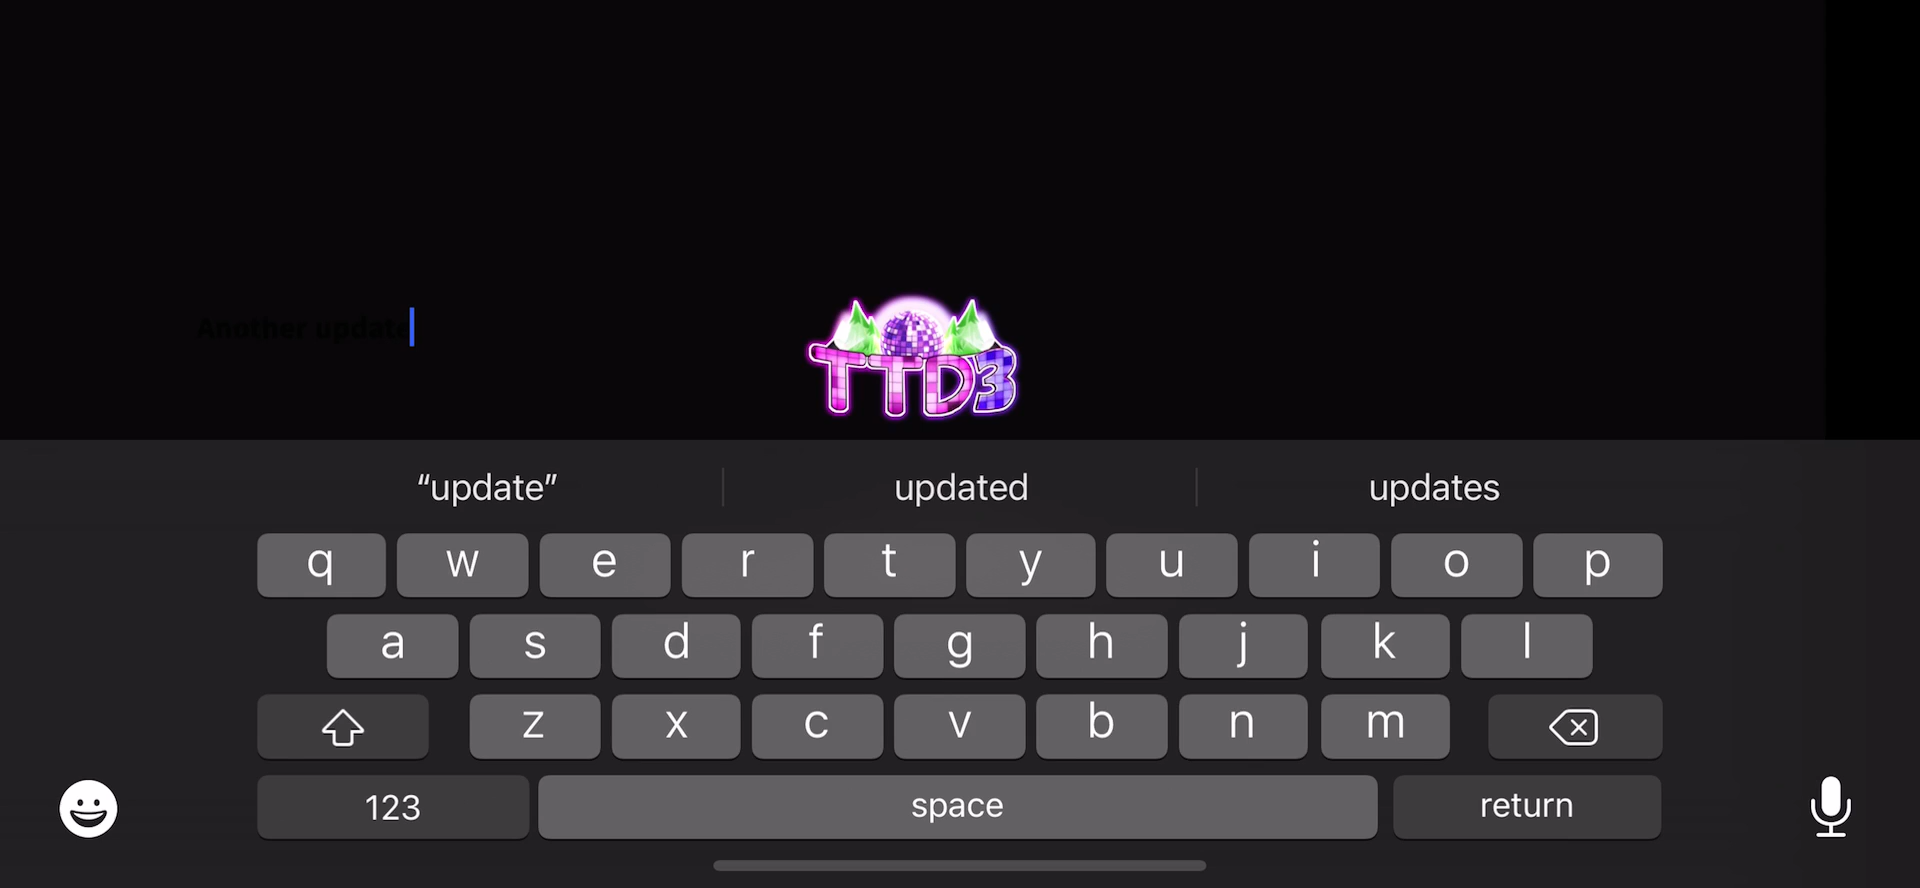 Another update
TTD3
“update” updated updates
q w e r t y u i o p
a s d f g h j k l
z x c v b n m
123 space return